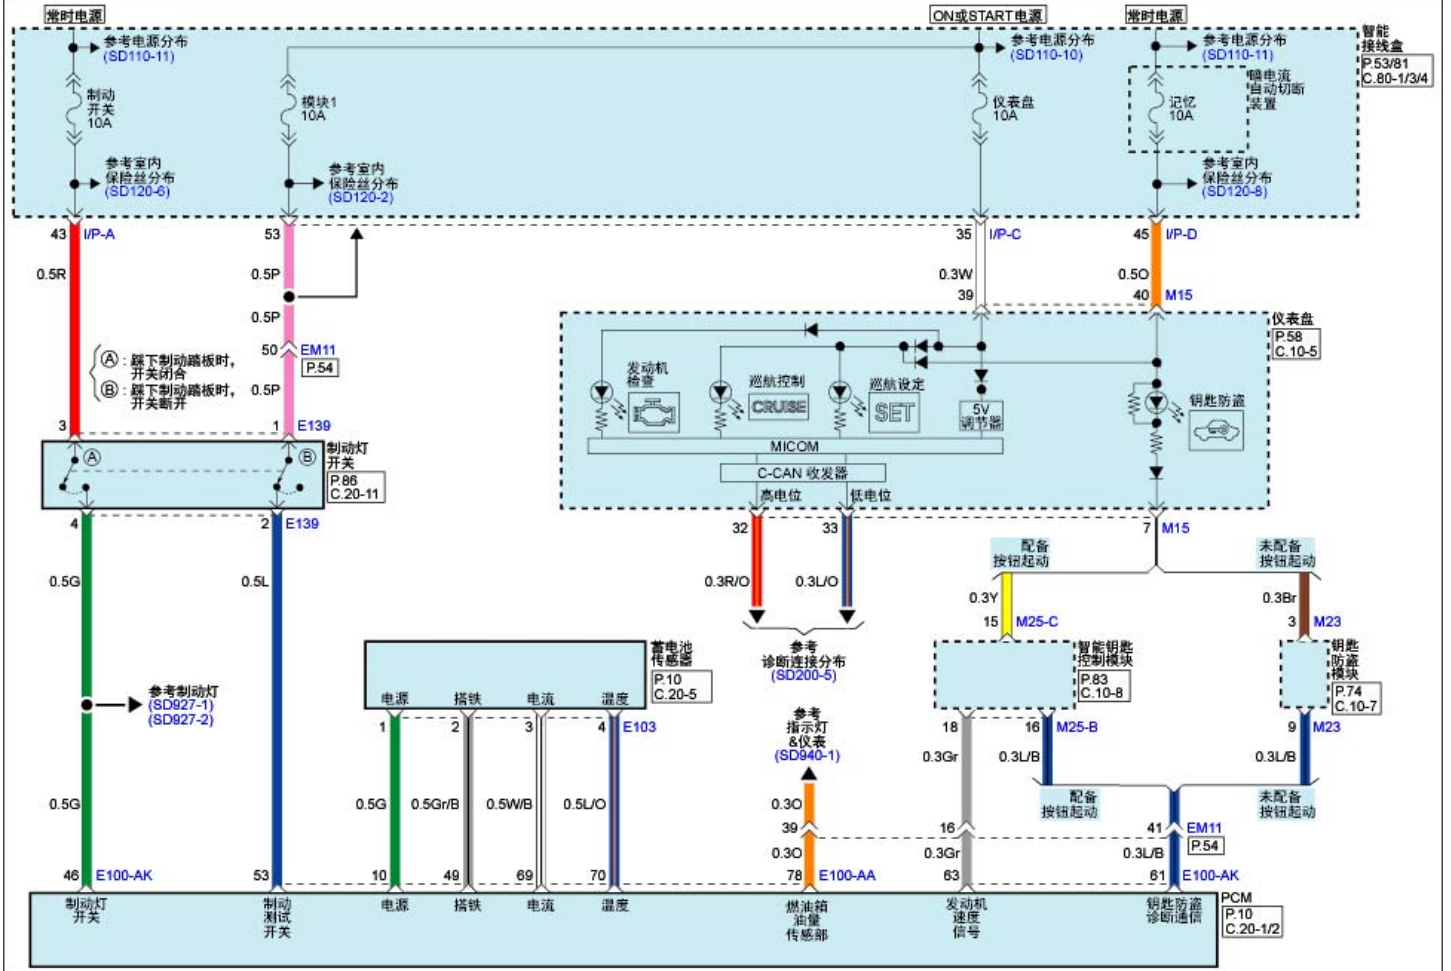 常时电源
ON或START电源
常时电源
参考电源分布
(SD110-11)
参考电源分布
(SD110-10)
参考电源分布
(SD110-11)
智能
接线盒
P.53/81
C.80-1/3/4
制动
开关
10A
模块1
10A
仪表盘
10A
记忆
10A
暗电流
自动切断
装置
参考室内
保险丝分布
(SD120-6)
参考室内
保险丝分布
(SD120-2)
参考室内
保险丝分布
(SD120-8)
43 I/P-A
53
35 I/P-C
45 I/P-D
0.5R
0.5P
0.3W
0.5O
39
40 M15
0.5P
50 EM11
P.54
0.5P
A : 踩下制动踏板时,
开关闭合
B : 踩下制动踏板时,
开关断开
仪表盘
P.58
C.10-5
发动机
检查
巡航控制
CRUISE
巡航设定
SET
5V
调节器
钥匙防盗
MICOM
C-CAN 收发器
高电位
低电位
3
1 E139
A
B
制动灯
开关
P.86
C.20-11
4
2 E139
32
33
7 M15
0.5G
0.5L
0.3R/O
0.3L/O
配备
按钮起动
未配备
按钮起动
0.3Y
0.3Br
15 M25-C
3 M23
参考
诊断连接分布
(SD200-5)
智能钥匙
控制模块
P.83
C.10-8
钥匙
防盗
模块
P.74
C.10-7
蓄电池
传感器
P.10
C.20-5
电源
搭铁
电流
温度
参考制动灯
(SD927-1)
(SD927-2)
1
2
3
4 E103
参考
指示灯
&仪表
(SD940-1)
18
16 M25-B
9 M23
0.3Gr
0.3L/B
0.3L/B
0.5G
0.5G
0.5Gr/B
0.5W/B
0.5L/O
0.3O
配备
按钮起动
未配备
按钮起动
39
16
41 EM11
P.54
0.3O
0.3Gr
0.3L/B
46 E100-AK
53
10
49
69
70
78 E100-AA
63
61 E100-AK
制动灯
开关
制动
测试
开关
电源
搭铁
电流
温度
燃油箱
油量
传感部
发动机
速度
信号
钥匙防盗
诊断通信
PCM
P.10
C.20-1/2